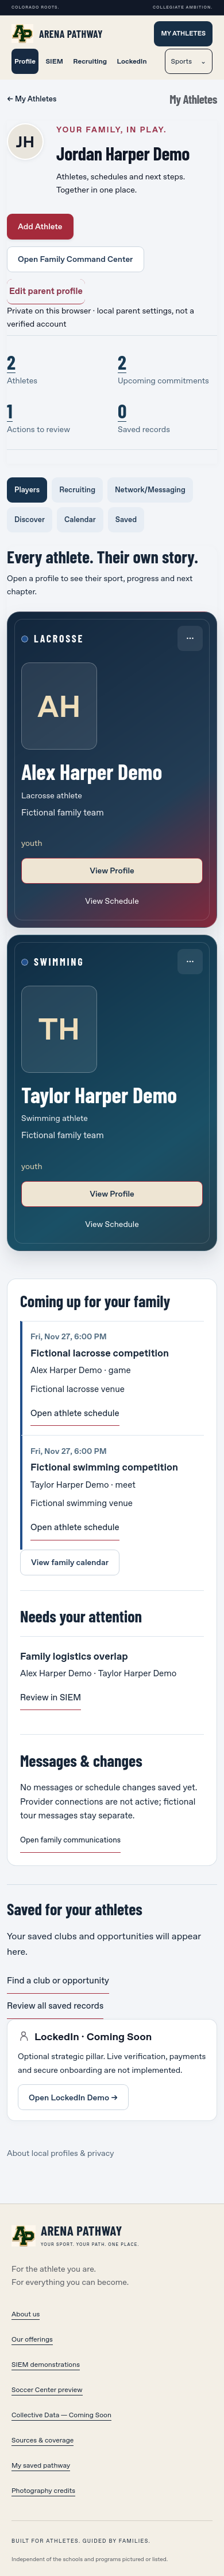 COLORADO ROOTS.
COLLEGIATE AMBITION.
AP
ARENA PATHWAY
MY ATHLETES
Profile
SIEM
Recruiting
LockedIn
Sports
← My Athletes
My Athletes
JH
YOUR FAMILY, IN PLAY.
Jordan Harper Demo
Athletes, schedules and next steps.
Together in one place.
Add Athlete
Open Family Command Center
Edit parent profile
Private on this browser · local parent settings, not a
verified account
2
Athletes
2
Upcoming commitments
1
Actions to review
0
Saved records
Players
Recruiting
Network/Messaging
Discover
Calendar
Saved
Every athlete. Their own story.
Open a profile to see their sport, progress and next
chapter.
LACROSSE
...
AH
Alex Harper Demo
Lacrosse athlete
Fictional family team
youth
View Profile
View Schedule
SWIMMING
...
TH
Taylor Harper Demo
Swimming athlete
Fictional family team
youth
View Profile
View Schedule
Coming up for your family
Fri, Nov 27, 6:00 PM
Fictional lacrosse competition
Alex Harper Demo · game
Fictional lacrosse venue
Open athlete schedule
Fri, Nov 27, 6:00 PM
Fictional swimming competition
Taylor Harper Demo · meet
Fictional swimming venue
Open athlete schedule
View family calendar
Needs your attention
Family logistics overlap
Alex Harper Demo · Taylor Harper Demo
Review in SIEM
Messages & changes
No messages or schedule changes saved yet.
Provider connections are not active; fictional
tour messages stay separate.
Open family communications
Saved for your athletes
Your saved clubs and opportunities will appear
here.
Find a club or opportunity
Review all saved records
LockedIn · Coming Soon
Optional strategic pillar. Live verification, payments
and secure onboarding are not implemented.
Open LockedIn Demo →
About local profiles & privacy
AP
ARENA PATHWAY
YOUR SPORT. YOUR PATH. ONE PLACE.
For the athlete you are.
For everything you can become.
About us
Our offerings
SIEM demonstrations
Soccer Center preview
Collective Data — Coming Soon
Sources & coverage
My saved pathway
Photography credits
BUILT FOR ATHLETES. GUIDED BY FAMILIES.
Independent of the schools and programs pictured or listed.